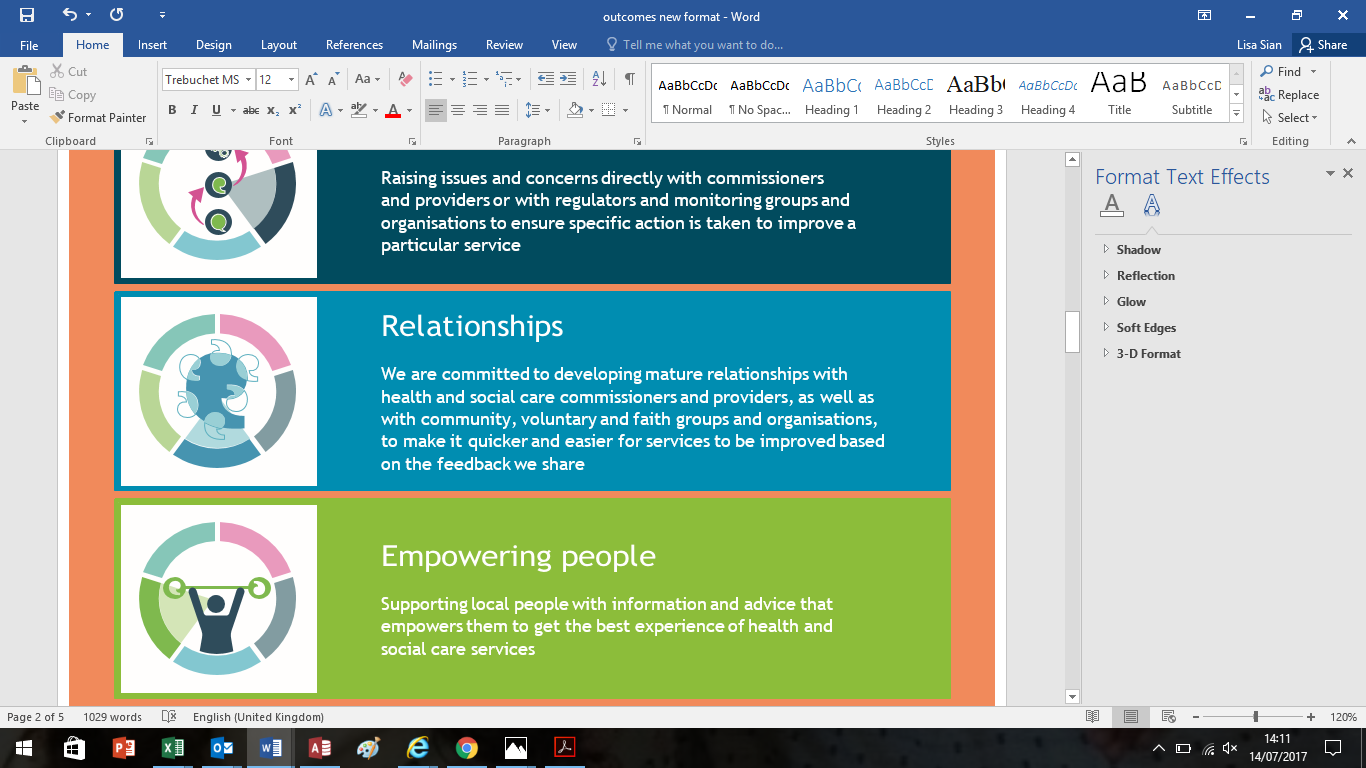 outcomes new format - Word
File Home Insert Design Layout References Mailings Review View Tell me what you want to do... Lisa Sian Share
Cut
Copy
Paste
Format Painter
Clipboard
Trebuchet MS 12
Aa
B I U abc x₂ x² A ab A
Font
Paragraph
AaBbCcDc AaBbCcDc AaBbCc AaBbCcD AaBbC AaBbCcDc AaB AaBbCcD
¶ Normal ¶ No Spac... Heading 1 Heading 2 Heading 3 Heading 4 Title Subtitle
Styles
Find
Replace
Select
Editing
Raising issues and concerns directly with commissioners
and providers or with regulators and monitoring groups and
organisations to ensure specific action is taken to improve a
particular service
Relationships
We are committed to developing mature relationships with
health and social care commissioners and providers, as well as
with community, voluntary and faith groups and organisations,
to make it quicker and easier for services to be improved based
on the feedback we share
Empowering people
Supporting local people with information and advice that
empowers them to get the best experience of health and
social care services
Format Text Effects
Shadow
Reflection
Glow
Soft Edges
3-D Format
Page 2 of 5 1029 words English (United Kingdom) 120%
14:11
14/07/2017